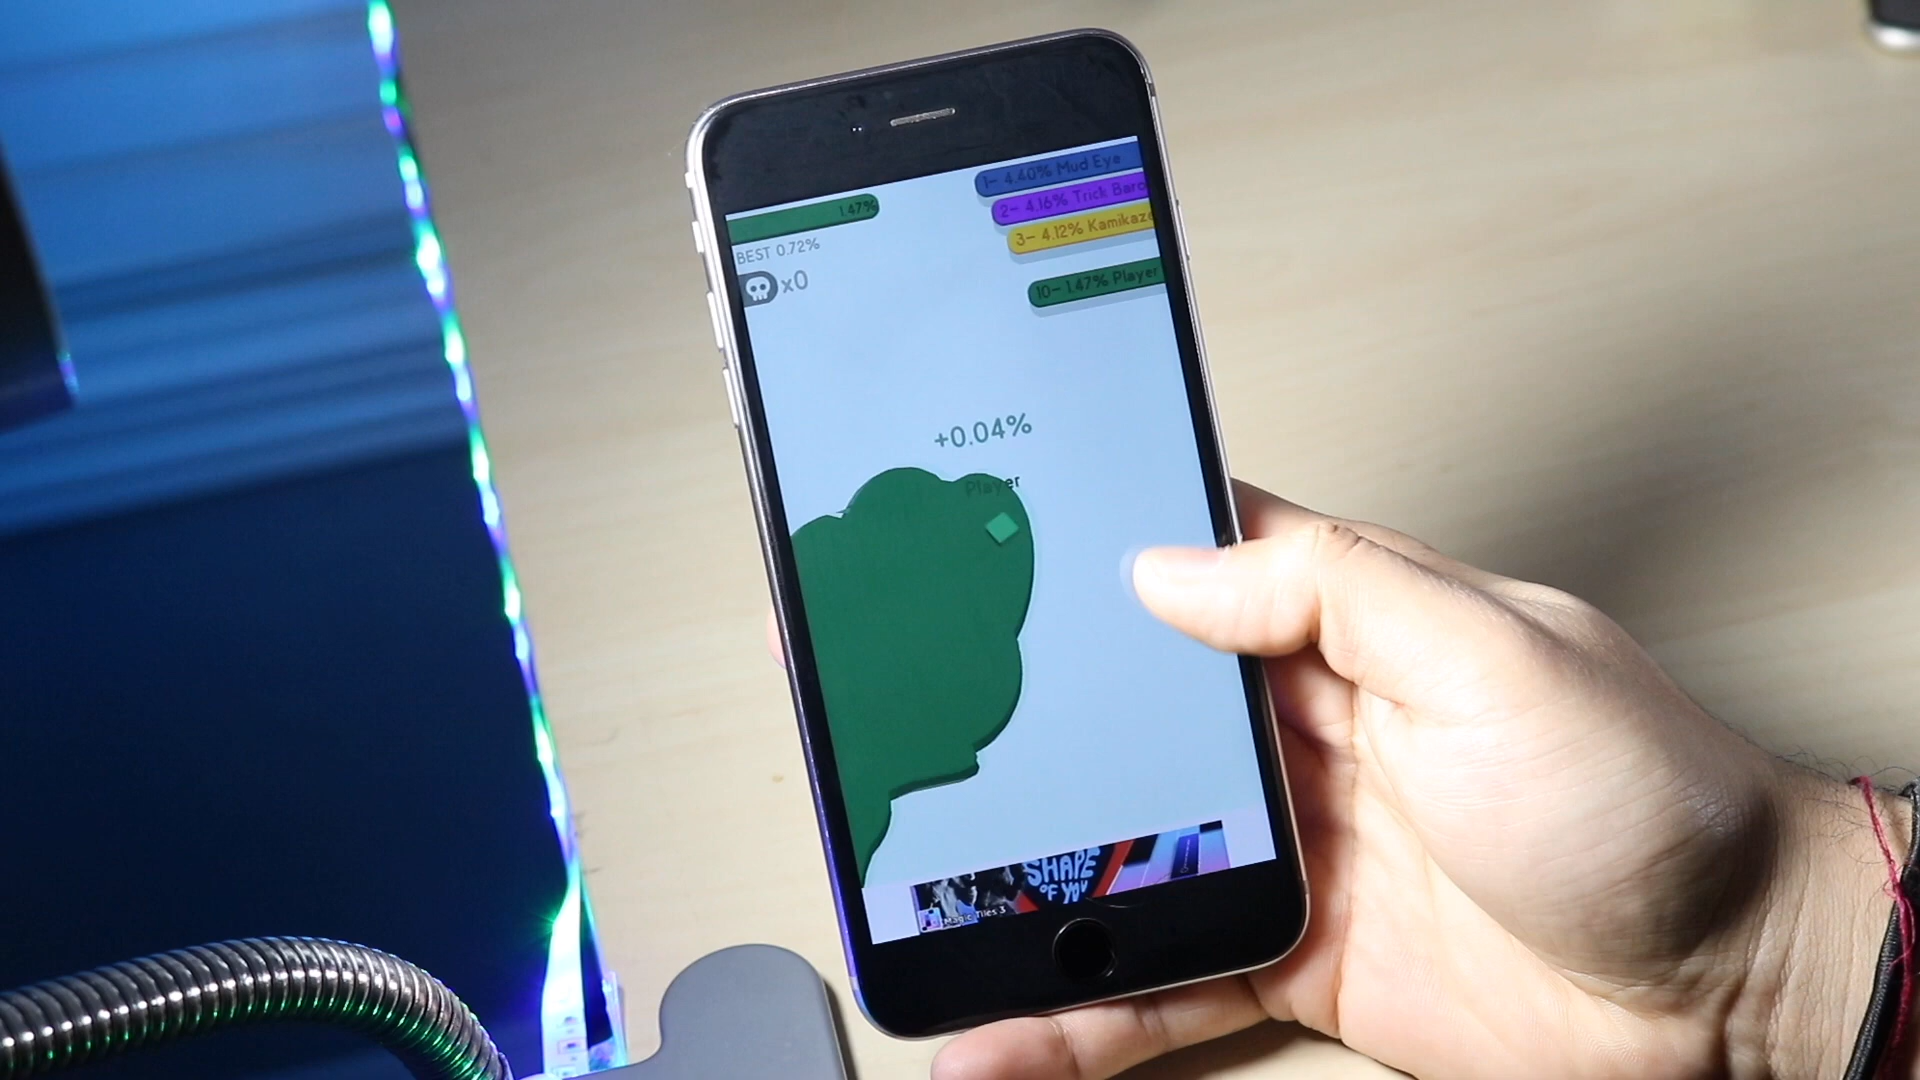 1.47%
BEST 0.72%
x0
1- 4.40% Mud Eye
2- 4.16% Trick Baro
3- 4.12% Kamikaze
10- 1.47% Player
+0.04%
Player
SHAPE
OF YOU
Magic Tiles 3